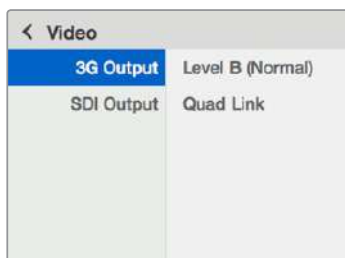 < Video
3G Output Level B (Normal)
SDI Output Quad Link